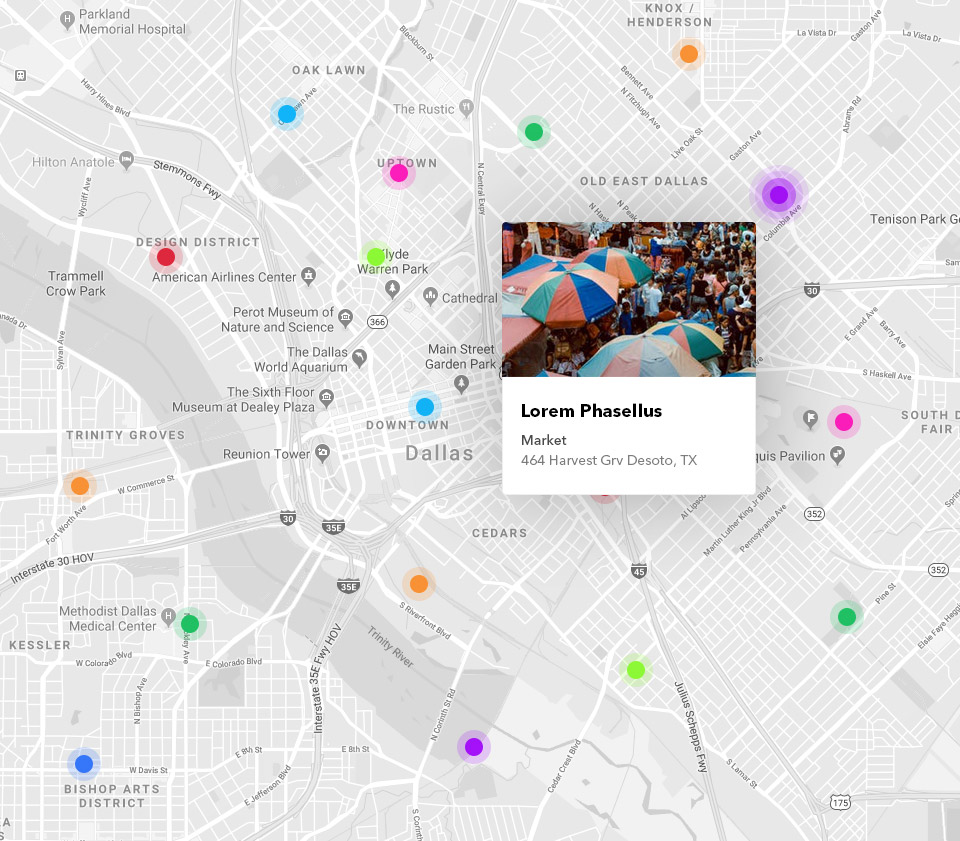 Parkland
Memorial Hospital
KNOX /
HENDERSON
La Vista Dr
Gaston Ave
La Vista Dr
Blackburn St
OAK LAWN
Harry Hines Blvd
Bennett Ave
N Fitzhugh Ave
The Rustic
Abrams Rd
Live Oak St
Gaston Ave
Hilton Anatole
Stemmons Fwy
UPTOWN
N Central Expy
OLD EAST DALLAS
Wycliff Ave
Columbia Ave
Tenison Park G
DESIGN DISTRICT
American Airlines Center
Klyde
Warren Park
Trammell
Crow Park
30
Cathedral
366
Perot Museum of
Nature and Science
E Grand Ave
Barry Ave
Sylvan Ave
The Dallas
World Aquarium
Main Street
Garden Park
S Haskell Ave
The Sixth Floor
Museum at Dealey Plaza
Lorem Phasellus
Market
464 Harvest Grv Desoto, TX
SOUTH D
FAIR
DOWNTOWN
Dallas
TRINITY GROVES
Reunion Tower
quis Pavilion
W Commerce St
Fort Worth Ave
30
35E
Martin Luther King Jr Blvd
Pennsylvania Ave
352
CEDARS
Interstate 30 HOV
45
352
35E
Pine St
S Riverfront Blvd
Methodist Dallas
Medical Center
Trinity River
KESSLER
W Colorado Blvd
E Colorado Blvd
Interstate 35E Fwy HOV
N Bishop Ave
N Corinth St Rd
Julius Schepps Fwy
E 8th St
E 8th St
Cedar Crest Blvd
W Davis St
S Lamar St
E Jefferson Blvd
BISHOP ARTS
DISTRICT
175